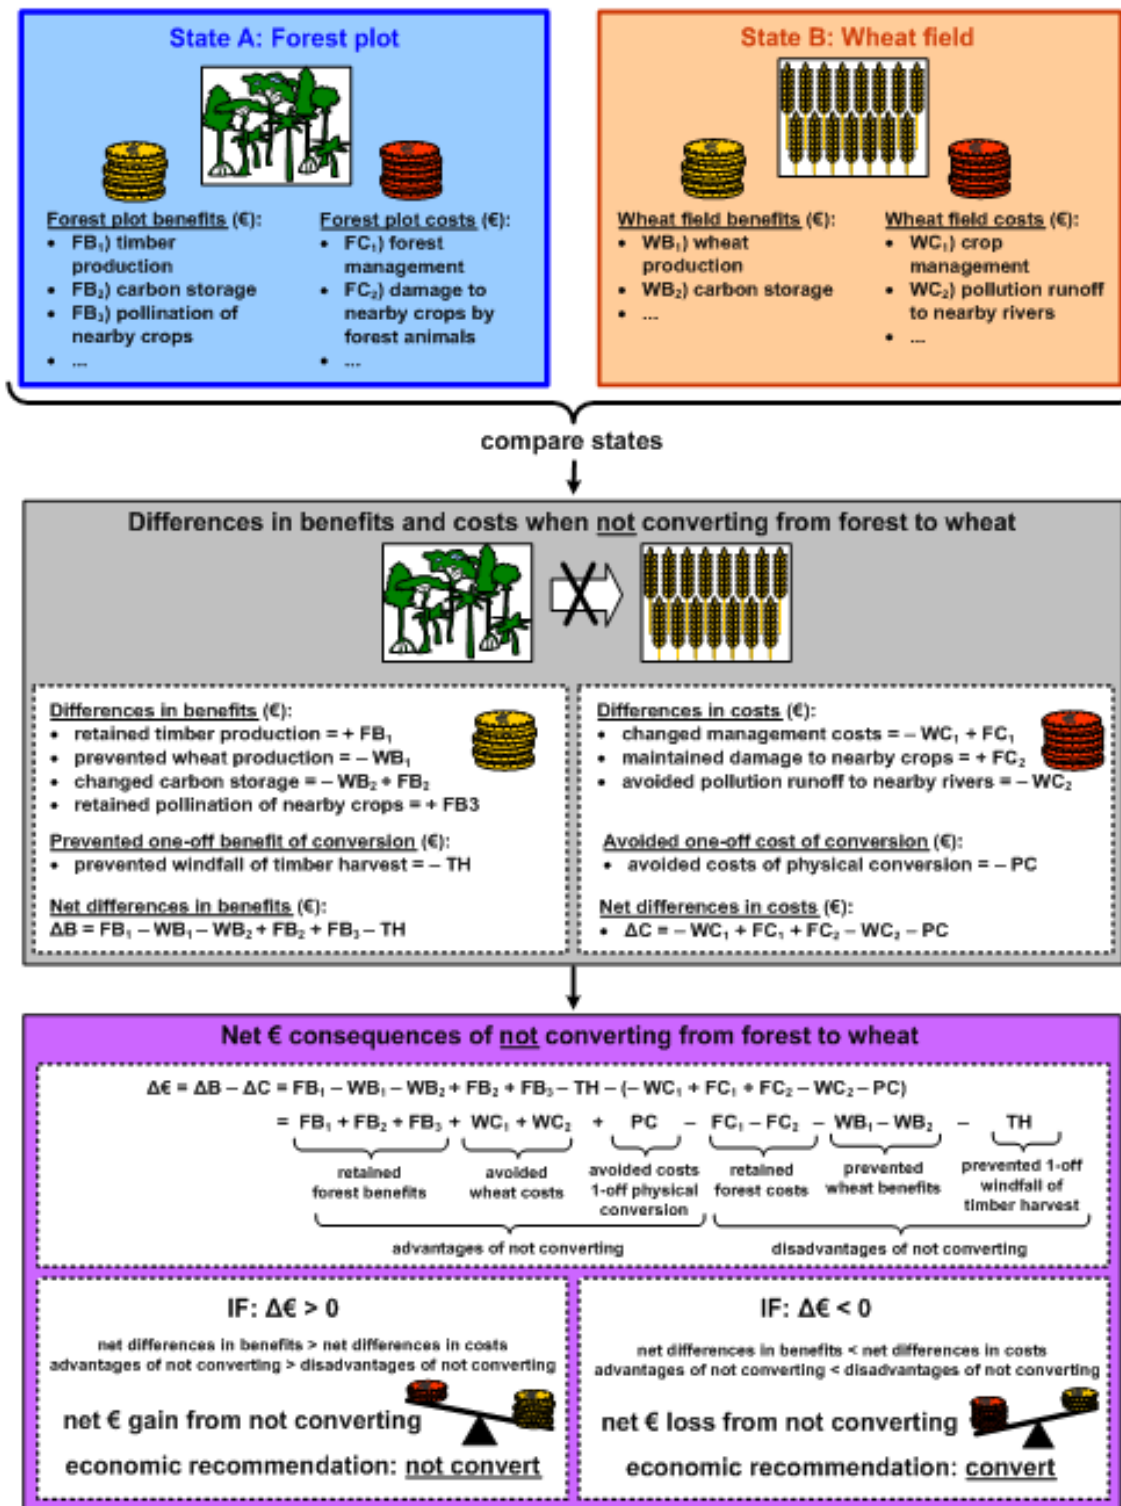 State A: Forest plot
Forest plot benefits (€):
• FB₁) timber
production
• FB₂) carbon storage
• FB₃) pollination of
nearby crops
• ...
Forest plot costs (€):
• FC₁) forest
management
• FC₂) damage to
nearby crops by
forest animals
• ...
State B: Wheat field
Wheat field benefits (€):
• WB₁) wheat
production
• WB₂) carbon storage
• ...
Wheat field costs (€):
• WC₁) crop
management
• WC₂) pollution runoff
to nearby rivers
• ...
compare states
Differences in benefits and costs when not converting from forest to wheat
Differences in benefits (€):
• retained timber production = + FB₁
• prevented wheat production = – WB₁
• changed carbon storage = – WB₂ + FB₂
• retained pollination of nearby crops = + FB3
Prevented one-off benefit of conversion (€):
• prevented windfall of timber harvest = – TH
Net differences in benefits (€):
ΔB = FB₁ – WB₁ – WB₂ + FB₂ + FB₃ – TH
Differences in costs (€):
• changed management costs = – WC₁ + FC₁
• maintained damage to nearby crops = + FC₂
• avoided pollution runoff to nearby rivers = – WC₂
Avoided one-off cost of conversion (€):
• avoided costs of physical conversion = – PC
Net differences in costs (€):
• ΔC = – WC₁ + FC₁ + FC₂ – WC₂ – PC
Net € consequences of not converting from forest to wheat
Δ€ = ΔB – ΔC = FB₁ – WB₁ – WB₂ + FB₂ + FB₃ – TH – (– WC₁ + FC₁ + FC₂ – WC₂ – PC)
= FB₁ + FB₂ + FB₃ + WC₁ + WC₂ + PC – FC₁ – FC₂ – WB₁ – WB₂ – TH
retained
forest benefits
avoided
wheat costs
avoided costs
1-off physical
conversion
retained
forest costs
prevented
wheat benefits
prevented 1-off
windfall of
timber harvest
advantages of not converting
disadvantages of not converting
IF: Δ€ > 0
net differences in benefits > net differences in costs
advantages of not converting > disadvantages of not converting
net € gain from not converting
economic recommendation: not convert
IF: Δ€ < 0
net differences in benefits < net differences in costs
advantages of not converting < disadvantages of not converting
net € loss from not converting
economic recommendation: convert